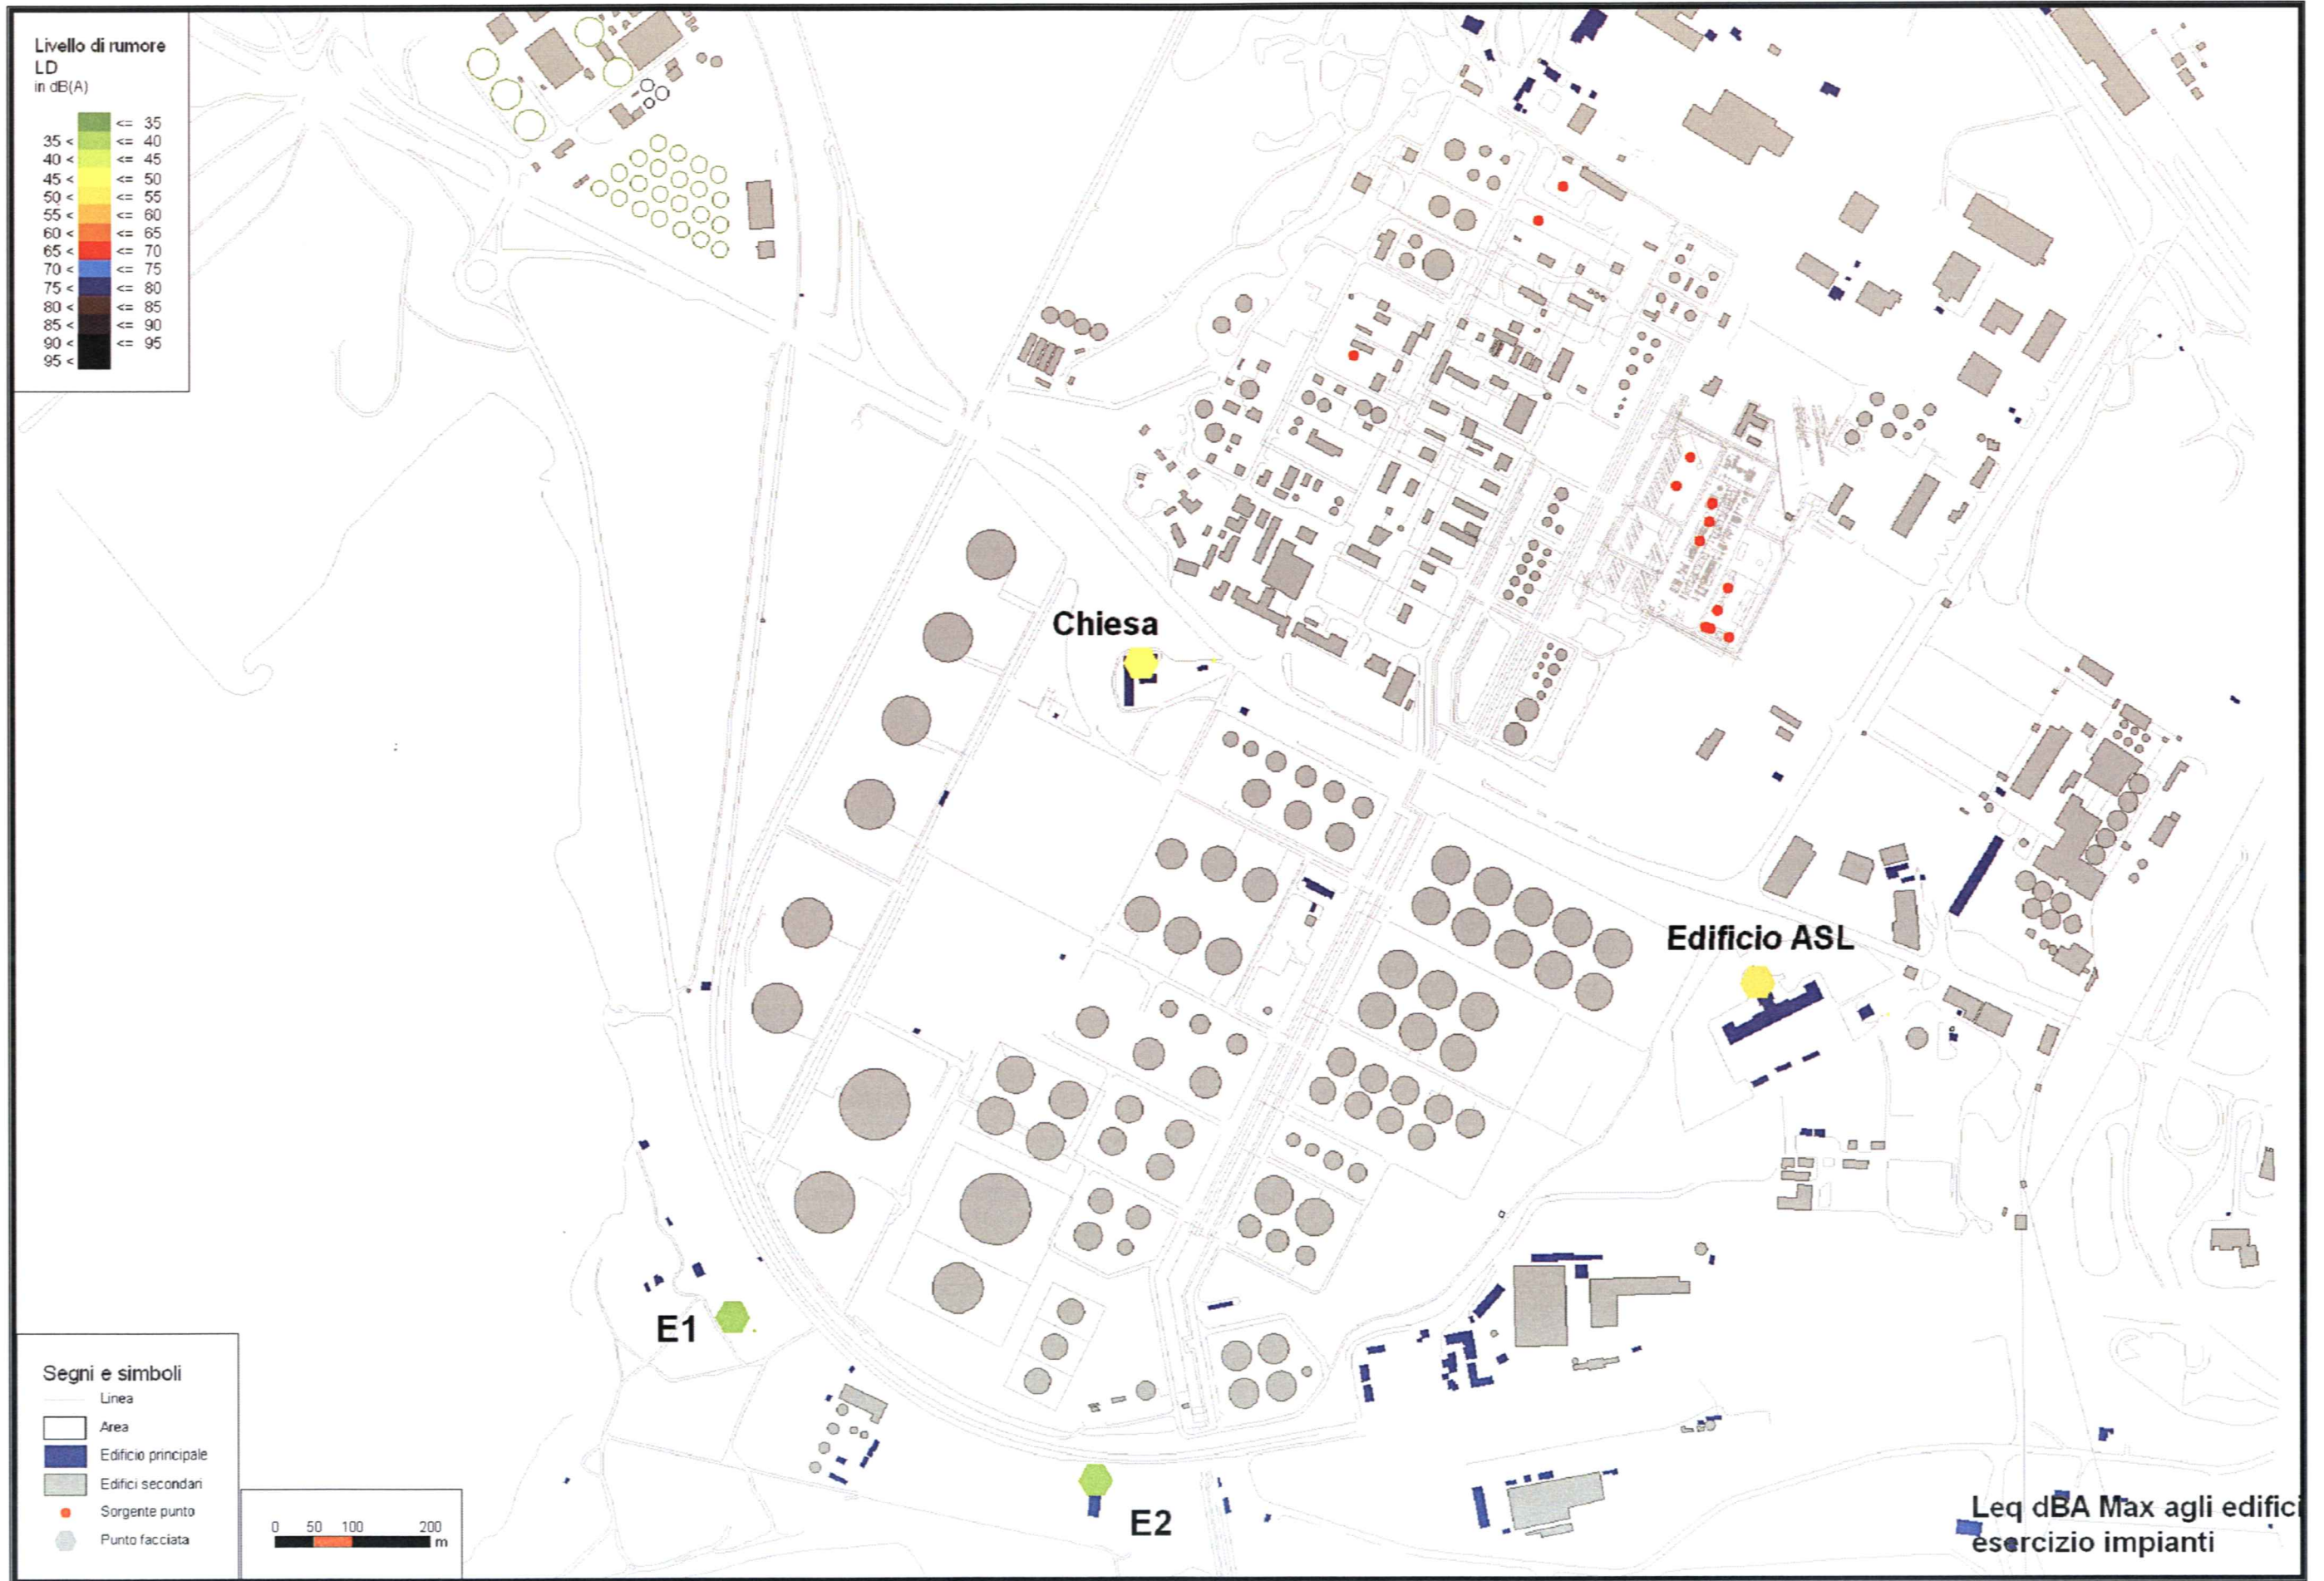 Livello di rumore
LD
in dB(A)
<= 35
35 < <= 40
40 < <= 45
45 < <= 50
50 < <= 55
55 < <= 60
60 < <= 65
65 < <= 70
70 < <= 75
75 < <= 80
80 < <= 85
85 < <= 90
90 < <= 95
95 <
Chiesa
Edificio ASL
E1
E2
Segni e simboli
Linea
Area
Edificio principale
Edifici secondari
Sorgente punto
Punto facciata
0 50 100 200
m
Leq dBA Max agli edifici
esercizio impianti